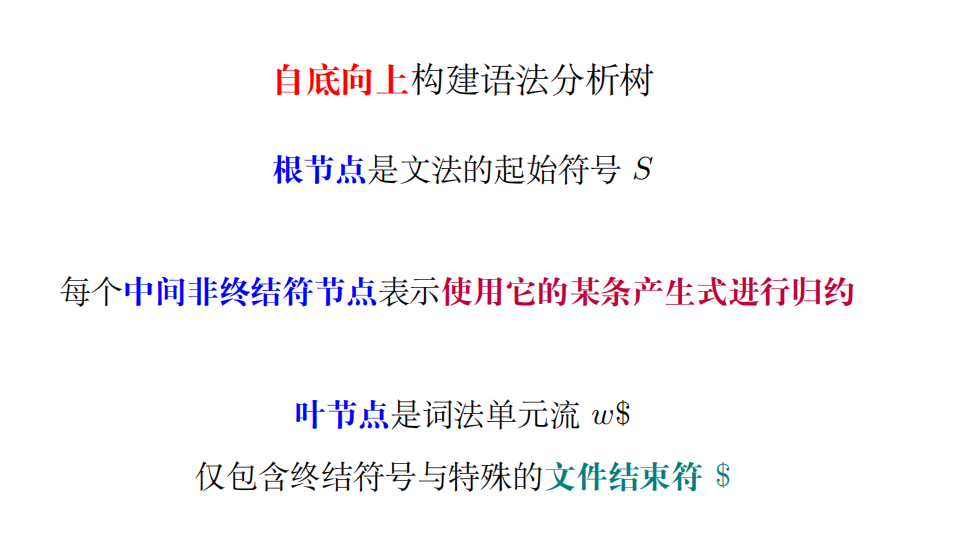 自底向上构建语法分析树
根节点是文法的起始符号 S
每个中间非终结符节点表示使用它的某条产生式进行归约
叶节点是词法单元流 w$
仅包含终结符号与特殊的文件结束符 $